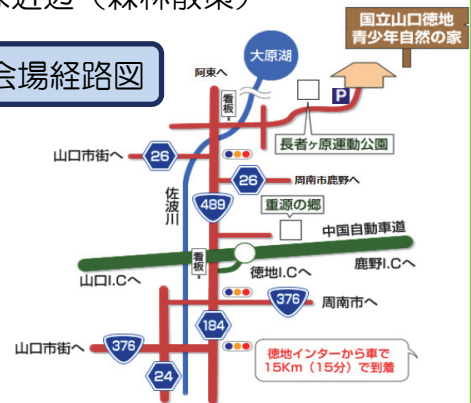 森林散策）
会場経路図
国立山口徳地
青少年自然の家
大原湖
阿東へ
看板
P
長者ヶ原運動公園
山口市街へ
26
26
周南市鹿野へ
佐波川
489
重源の郷
中国自動車道
看板
山口I.Cへ
徳地I.Cへ
鹿野I.Cへ
376
周南市へ
184
山口市街へ
376
24
徳地インターから車で
15Km（15分）で到着